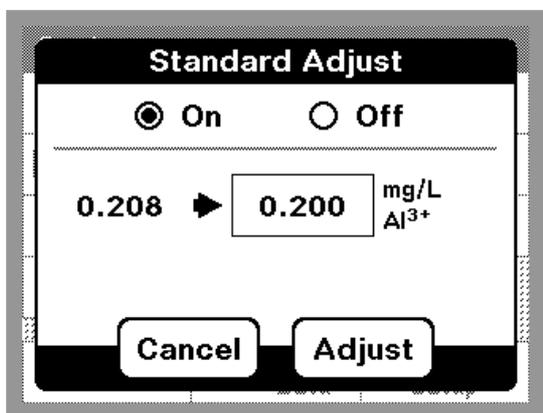 Standard Adjust
On Off
0.208 0.200 mg/L
Al³⁺
Cancel Adjust